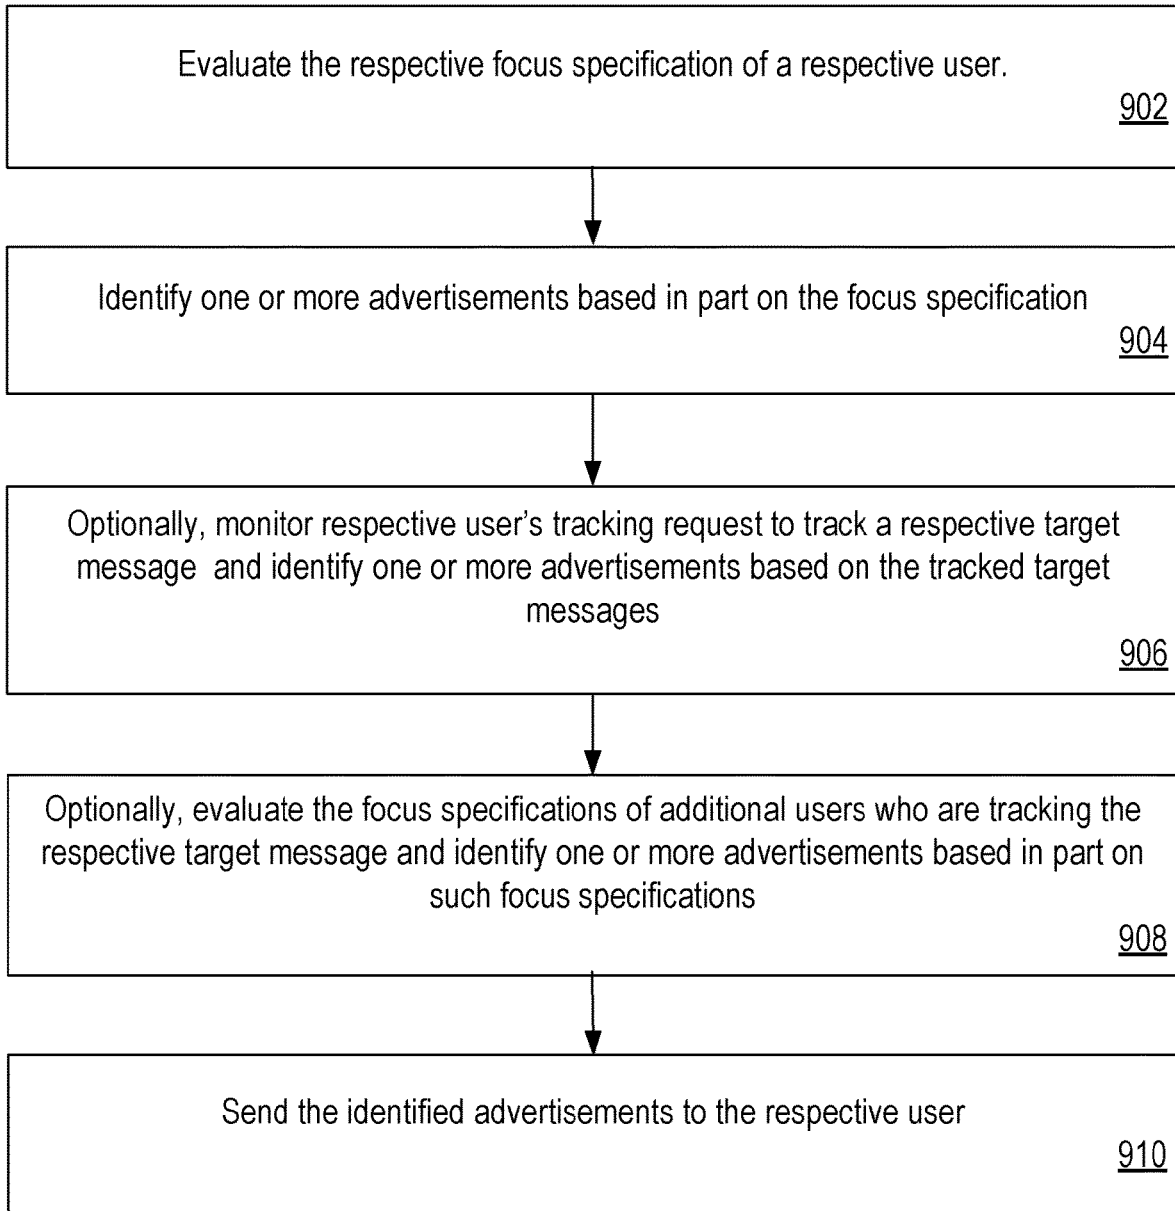 Evaluate the respective focus specification of a respective user.
902
Identify one or more advertisements based in part on the focus specification
904
Optionally, monitor respective user’s tracking request to track a respective target
message  and identify one or more advertisements based on the tracked target
messages
906
Optionally, evaluate the focus specifications of additional users who are tracking the
respective target message and identify one or more advertisements based in part on
such focus specifications
908
Send the identified advertisements to the respective user
910